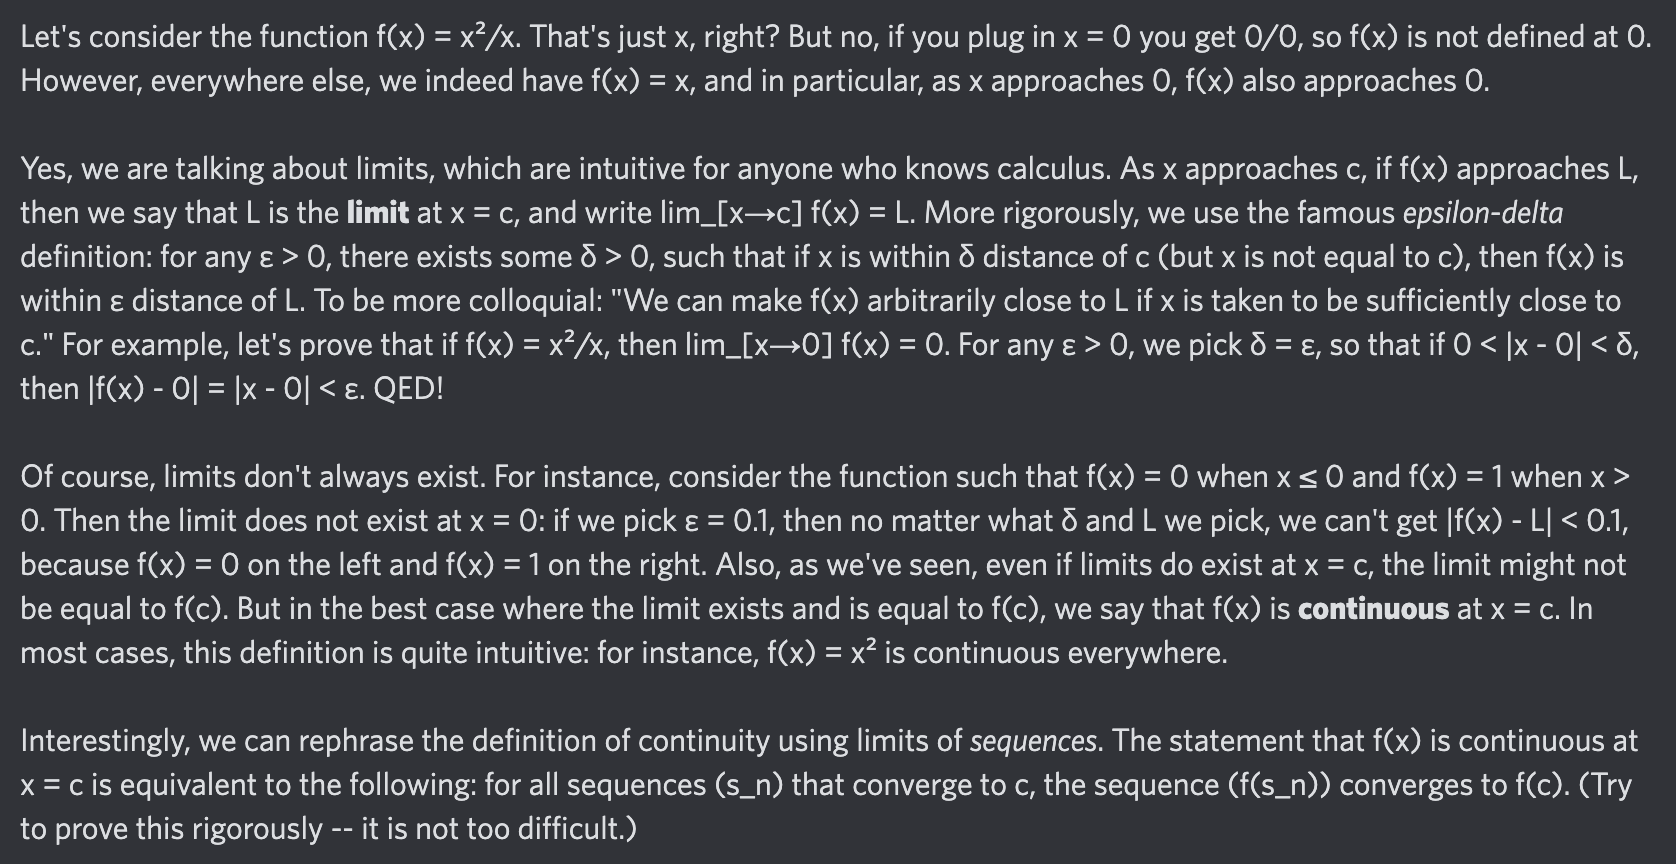 Let's consider the function f(x) = x²/x. That's just x, right? But no, if you plug in x = 0 you get 0/0, so f(x) is not defined at 0.
However, everywhere else, we indeed have f(x) = x, and in particular, as x approaches 0, f(x) also approaches 0.
Yes, we are talking about limits, which are intuitive for anyone who knows calculus. As x approaches c, if f(x) approaches L,
then we say that L is the limit at x = c, and write lim_[x→c] f(x) = L. More rigorously, we use the famous epsilon-delta
definition: for any ε > 0, there exists some δ > 0, such that if x is within δ distance of c (but x is not equal to c), then f(x) is
within ε distance of L. To be more colloquial: "We can make f(x) arbitrarily close to L if x is taken to be sufficiently close to
c." For example, let's prove that if f(x) = x²/x, then lim_[x→0] f(x) = 0. For any ε > 0, we pick δ = ε, so that if 0 < |x - 0| < δ,
then |f(x) - 0| = |x - 0| < ε. QED!
Of course, limits don't always exist. For instance, consider the function such that f(x) = 0 when x ≤ 0 and f(x) = 1 when x >
0. Then the limit does not exist at x = 0: if we pick ε = 0.1, then no matter what δ and L we pick, we can't get |f(x) - L| < 0.1,
because f(x) = 0 on the left and f(x) = 1 on the right. Also, as we've seen, even if limits do exist at x = c, the limit might not
be equal to f(c). But in the best case where the limit exists and is equal to f(c), we say that f(x) is continuous at x = c. In
most cases, this definition is quite intuitive: for instance, f(x) = x² is continuous everywhere.
Interestingly, we can rephrase the definition of continuity using limits of sequences. The statement that f(x) is continuous at
x = c is equivalent to the following: for all sequences (s_n) that converge to c, the sequence (f(s_n)) converges to f(c). (Try
to prove this rigorously -- it is not too difficult.)